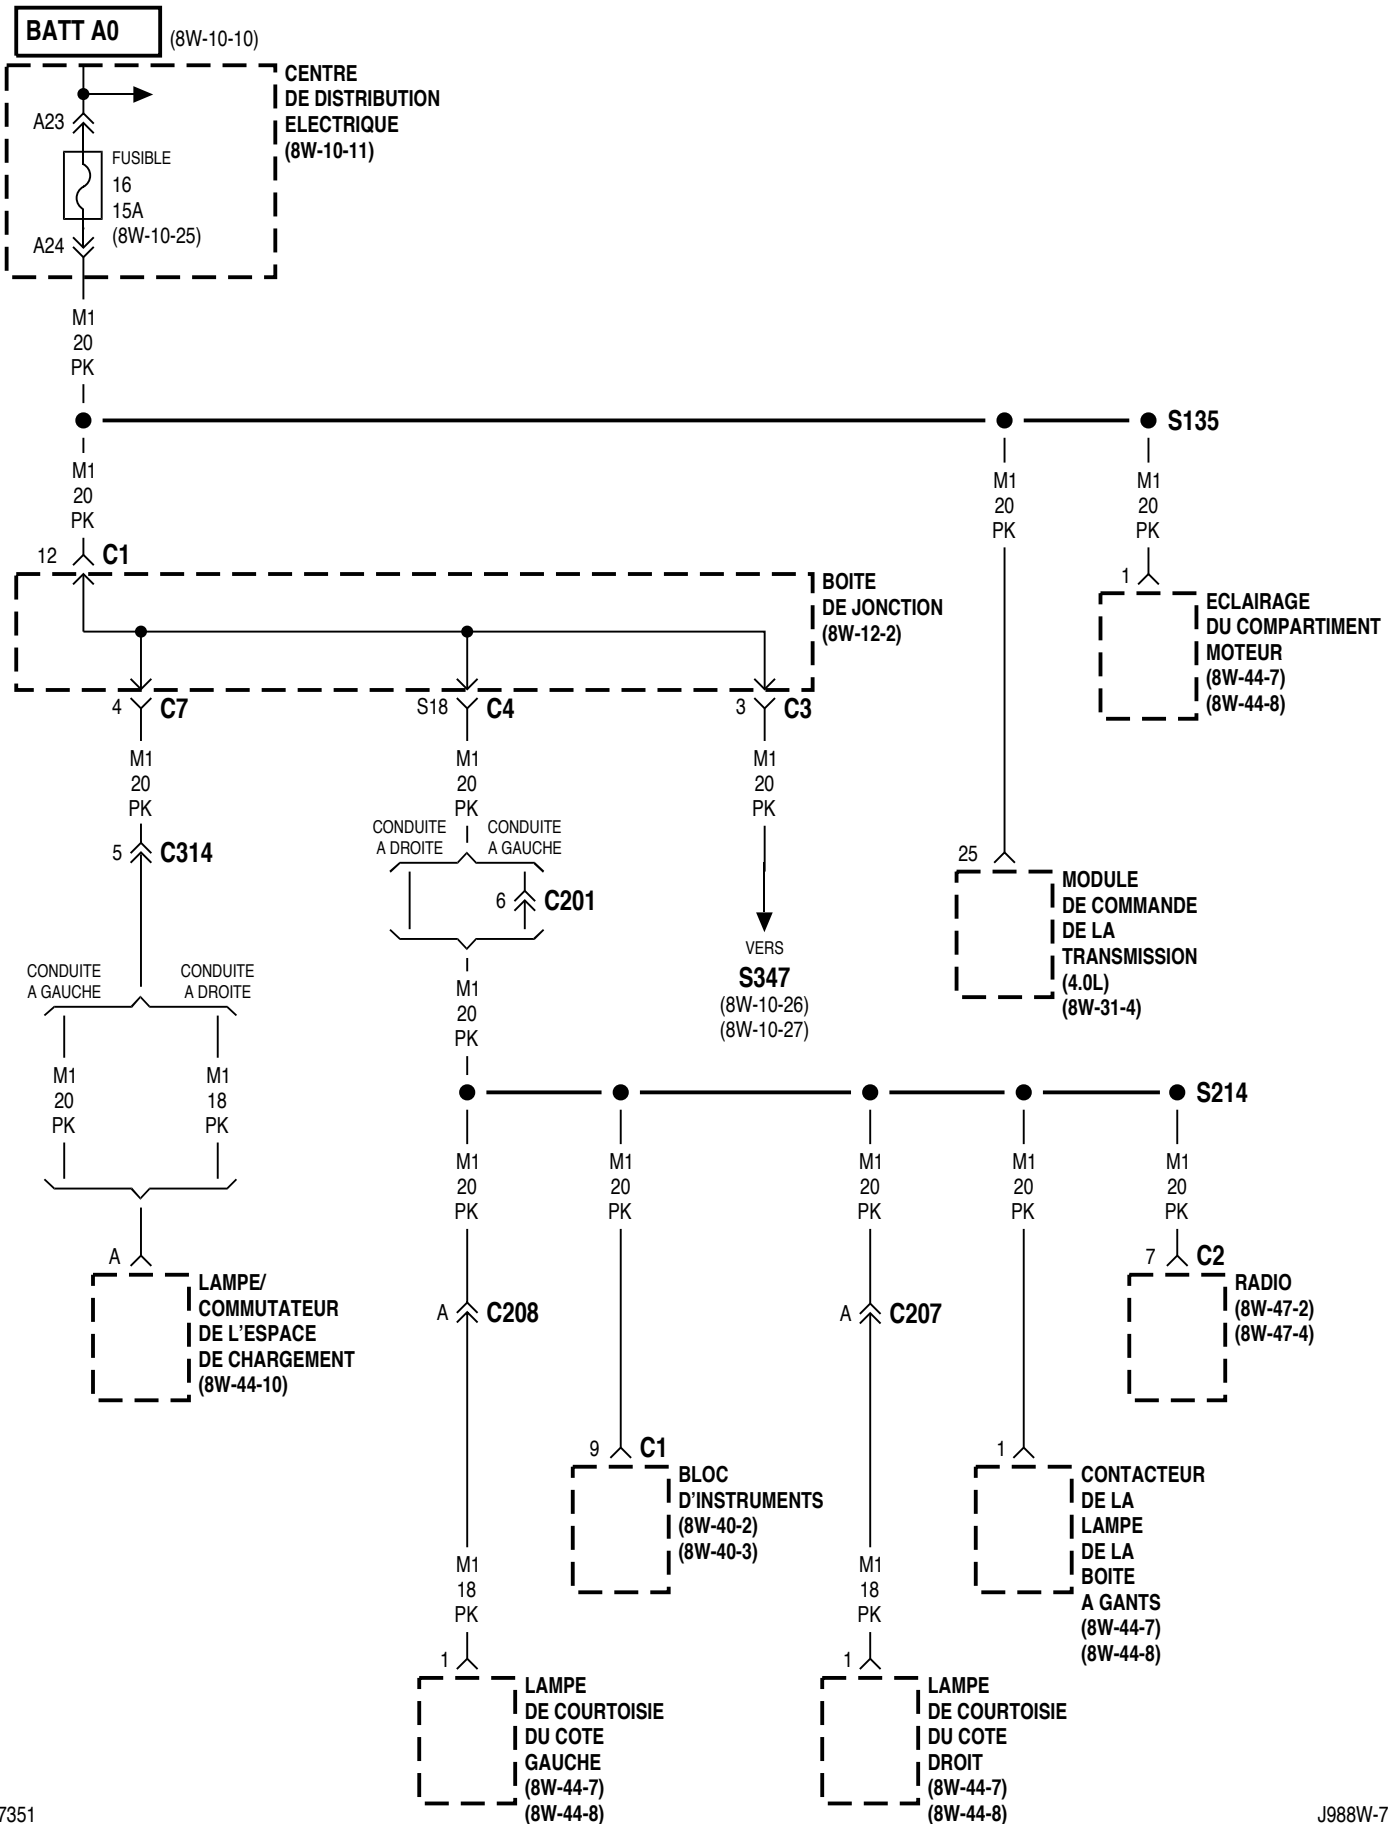 BATT A0
(8W-10-10)
CENTRE
DE DISTRIBUTION
ELECTRIQUE
(8W-10-11)
A23
FUSIBLE
16
15A
(8W-10-25)
A24
M1
20
PK
S135
M1
20
PK
M1
20
PK
M1
20
PK
12
C1
BOITE
DE JONCTION
(8W-12-2)
1
ECLAIRAGE
DU COMPARTIMENT
MOTEUR
(8W-44-7)
(8W-44-8)
4
C7
S18
C4
3
C3
M1
20
PK
M1
20
PK
M1
20
PK
5
C314
CONDUITE
A DROITE
CONDUITE
A GAUCHE
6
C201
25
MODULE
DE COMMANDE
DE LA
TRANSMISSION
(4.0L)
(8W-31-4)
VERS
S347
(8W-10-26)
(8W-10-27)
CONDUITE
A GAUCHE
CONDUITE
A DROITE
M1
20
PK
M1
20
PK
M1
18
PK
S214
M1
20
PK
M1
20
PK
M1
20
PK
M1
20
PK
M1
20
PK
A
LAMPE/
COMMUTATEUR
DE L'ESPACE
DE CHARGEMENT
(8W-44-10)
7
C2
RADIO
(8W-47-2)
(8W-47-4)
A
C208
A
C207
9
C1
BLOC
D'INSTRUMENTS
(8W-40-2)
(8W-40-3)
1
CONTACTEUR
DE LA
LAMPE
DE LA
BOITE
A GANTS
(8W-44-7)
(8W-44-8)
M1
18
PK
M1
18
PK
1
LAMPE
DE COURTOISIE
DU COTE
GAUCHE
(8W-44-7)
(8W-44-8)
1
LAMPE
DE COURTOISIE
DU COTE
DROIT
(8W-44-7)
(8W-44-8)
7351
J988W-7